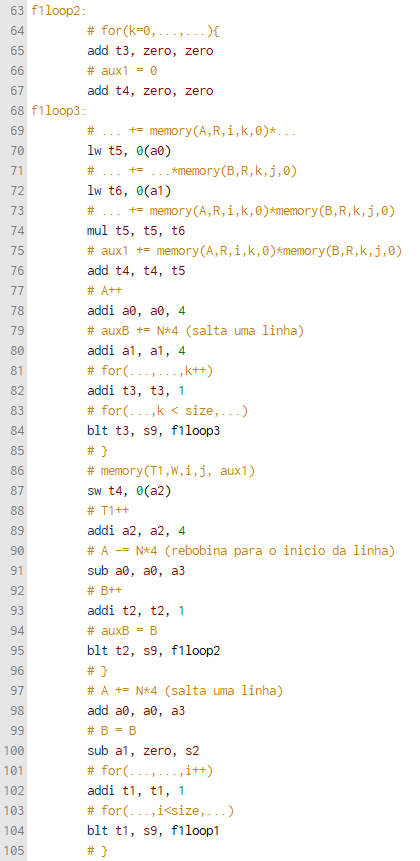 63 f1loop2:
64 # for(k=0,...,...){
65 add t3, zero, zero
66 # aux1 = 0
67 add t4, zero, zero
68 f1loop3:
69 # ... += memory(A,R,i,k,0)*...
70 lw t5, 0(a0)
71 # ... += ...*memory(B,R,k,j,0)
72 lw t6, 0(a1)
73 # ... += memory(A,R,i,k,0)*memory(B,R,k,j,0)
74 mul t5, t5, t6
75 # aux1 += memory(A,R,i,k,0)*memory(B,R,k,j,0)
76 add t4, t4, t5
77 # A++
78 addi a0, a0, 4
79 # auxB += N*4 (salta uma linha)
80 addi a1, a1, 4
81 # for(...,...,k++)
82 addi t3, t3, 1
83 # for(...,k < size,...)
84 blt t3, s9, f1loop3
85 # }
86 # memory(T1,W,i,j, aux1)
87 sw t4, 0(a2)
88 # T1++
89 addi a2, a2, 4
90 # A -= N*4 (rebobina para o inicio da linha)
91 sub a0, a0, a3
92 # B++
93 addi t2, t2, 1
94 # auxB = B
95 blt t2, s9, f1loop2
96 # }
97 # A += N*4 (salta uma linha)
98 add a0, a0, a3
99 # B = B
100 sub a1, zero, s2
101 # for(...,...,i++)
102 addi t1, t1, 1
103 # for(...,i<size,...)
104 blt t1, s9, f1loop1
105 # }